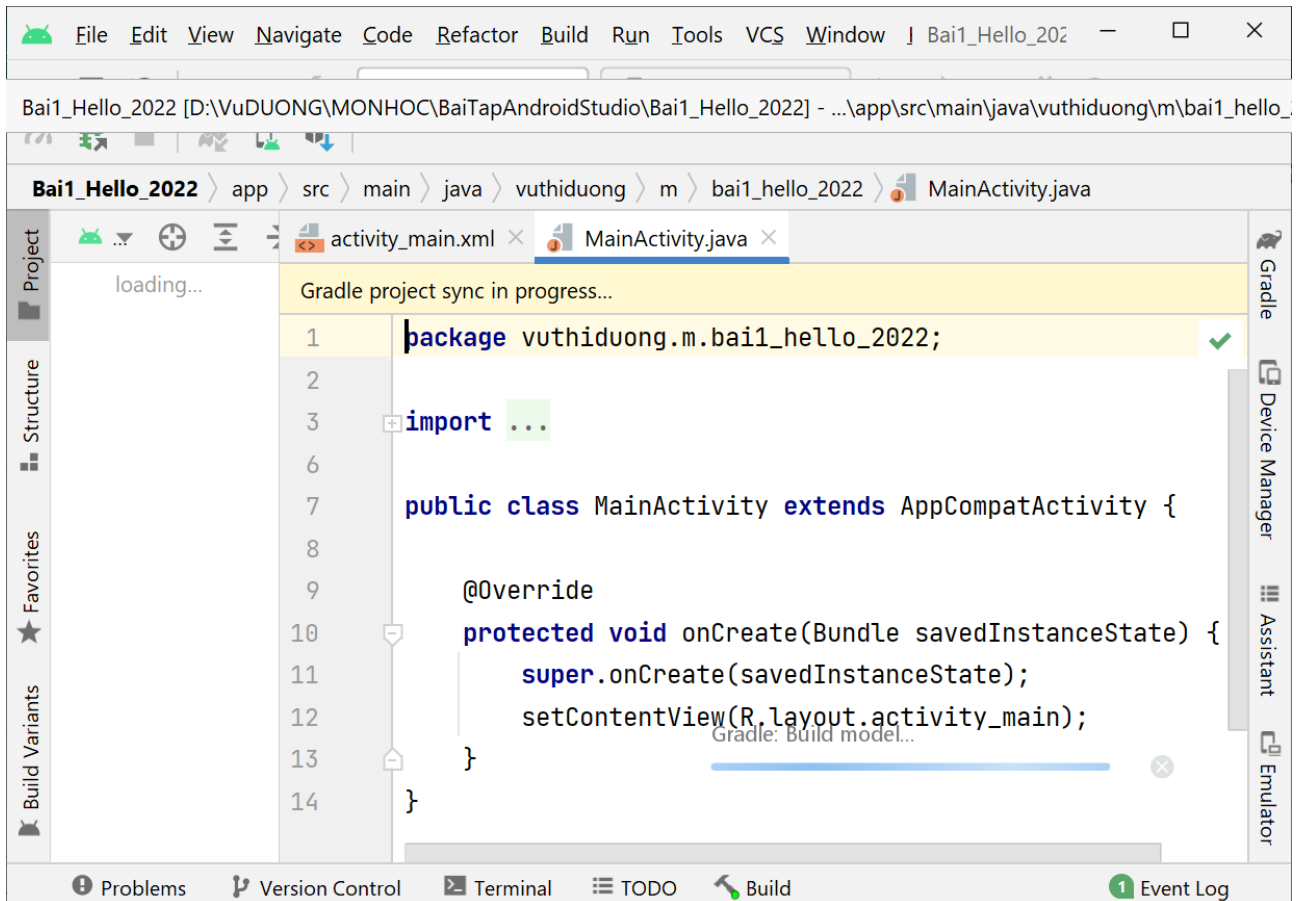 File Edit View Navigate Code Refactor Build Run Tools VCS Window Bai1_Hello_202
Bai1_Hello_2022 [D:\VuDUONG\MONHOC\BaiTapAndroidStudio\Bai1_Hello_2022] - ...\app\src\main\java\vuthiduong\m\bai1_hello_
Bai1_Hello_2022 app src main java vuthiduong m bai1_hello_2022 MainActivity.java
Project
Structure
Favorites
Build Variants
...
loading...
activity_main.xml MainActivity.java
Gradle project sync in progress...
1 package vuthiduong.m.bai1_hello_2022;
2
3 import ...
6
7 public class MainActivity extends AppCompatActivity {
8
9 @Override
10 protected void onCreate(Bundle savedInstanceState) {
11 super.onCreate(savedInstanceState);
12 setContentView(R.layout.activity_main);
Gradle: Build model...
13 }
14 }
Gradle
Device Manager
Assistant
Emulator
Problems Version Control Terminal TODO Build 1 Event Log